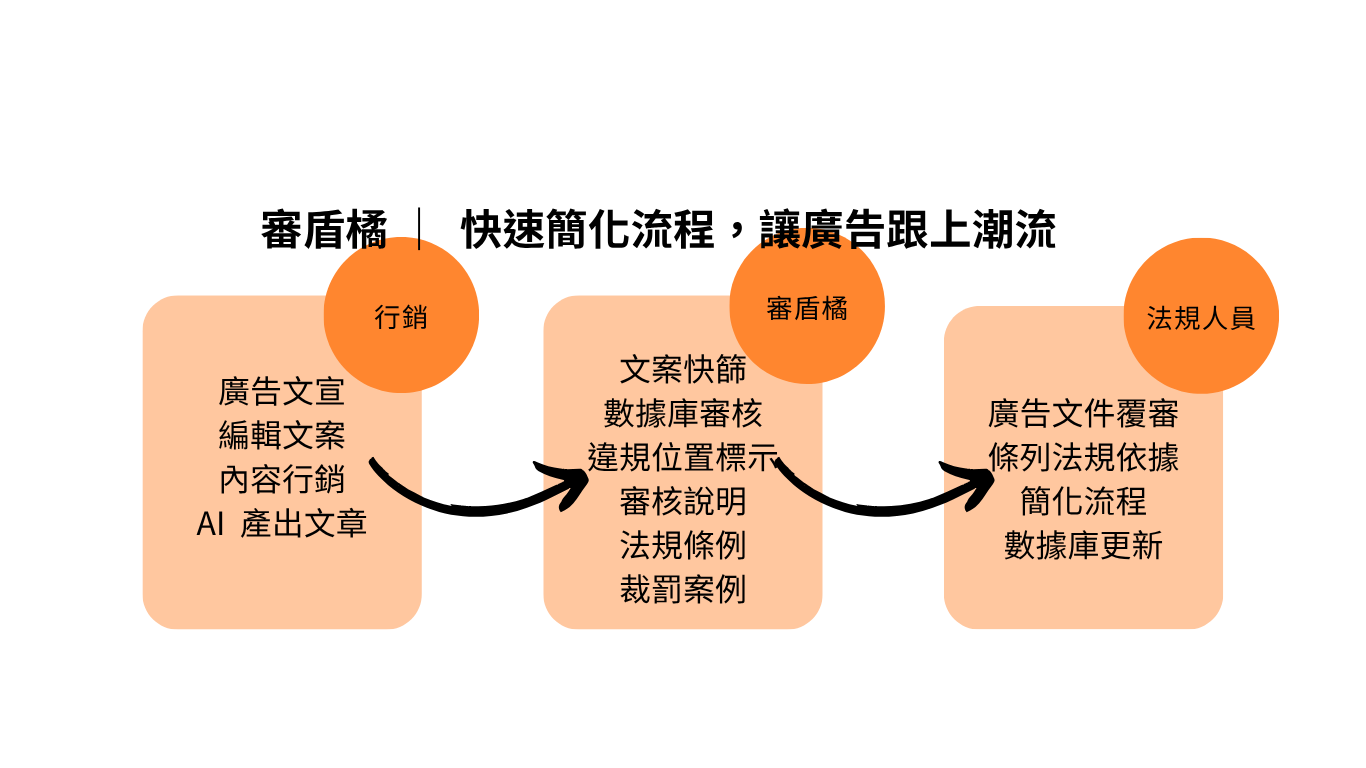 審盾橘｜ 快速簡化流程，讓廣告跟上潮流
行銷
廣告文宣
編輯文案
內容行銷
AI 產出文章
審盾橘
文案快篩
數據庫審核
違規位置標示
審核說明
法規條例
裁罰案例
法規人員
廣告文件覆審
條列法規依據
簡化流程
數據庫更新